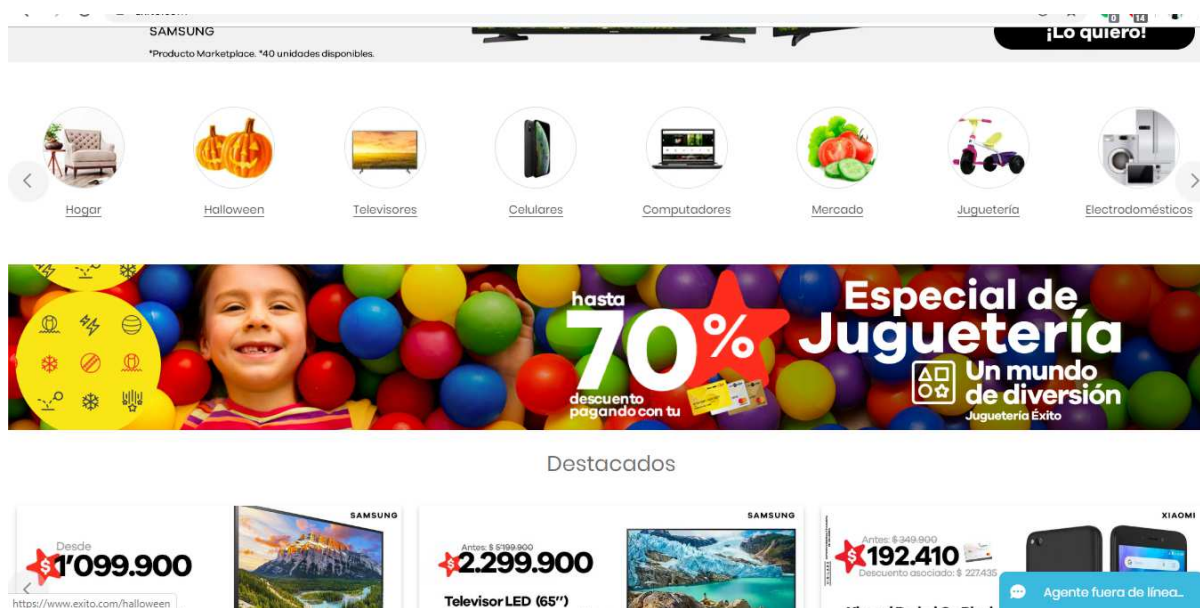 SAMSUNG
*Producto Marketplace. *40 unidades disponibles.
¡Lo quiero!
0
14
Hogar
Halloween
Televisores
Celulares
Computadores
Mercado
Juguetería
Electrodomésticos
hasta
70%
descuento
pagando con tu
Especial de
Juguetería
Un mundo
de diversión
Juguetería Éxito
Destacados
SAMSUNG
Desde
$1'099.900
SAMSUNG
Antes: $ 5'199.900
$2.299.900
Televisor LED (65'')
XIAOMI
Antes: $ 349.900
$192.410
Descuento asociado: $ 227.435
Agente fuera de línea...
https://www.exito.com/halloween